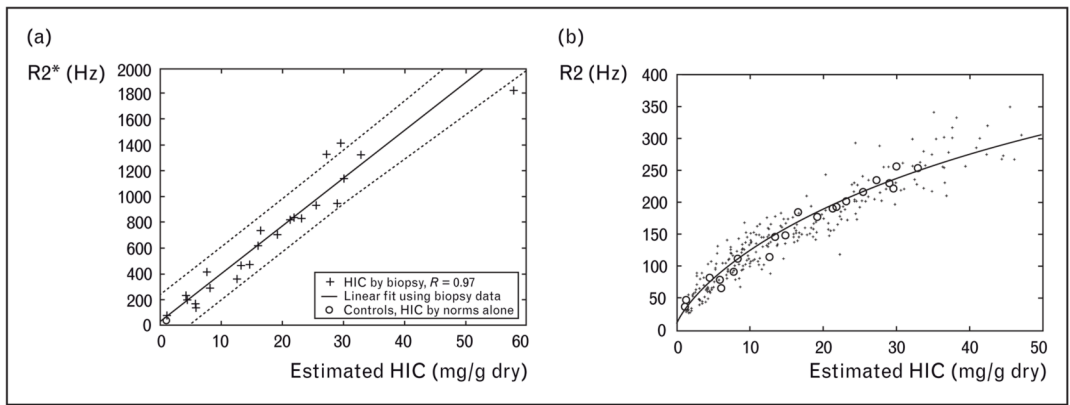 (a)
R2* (Hz)
2000
1800
1600
1400
1200
1000
800
600
400
200
0
0 10 20 30 40 50 60
HIC by biopsy, R = 0.97
Linear fit using biopsy data
Controls, HIC by norms alone
Estimated HIC (mg/g dry)
(b)
R2 (Hz)
400
350
300
250
200
150
100
50
0
0 10 20 30 40 50
Estimated HIC (mg/g dry)